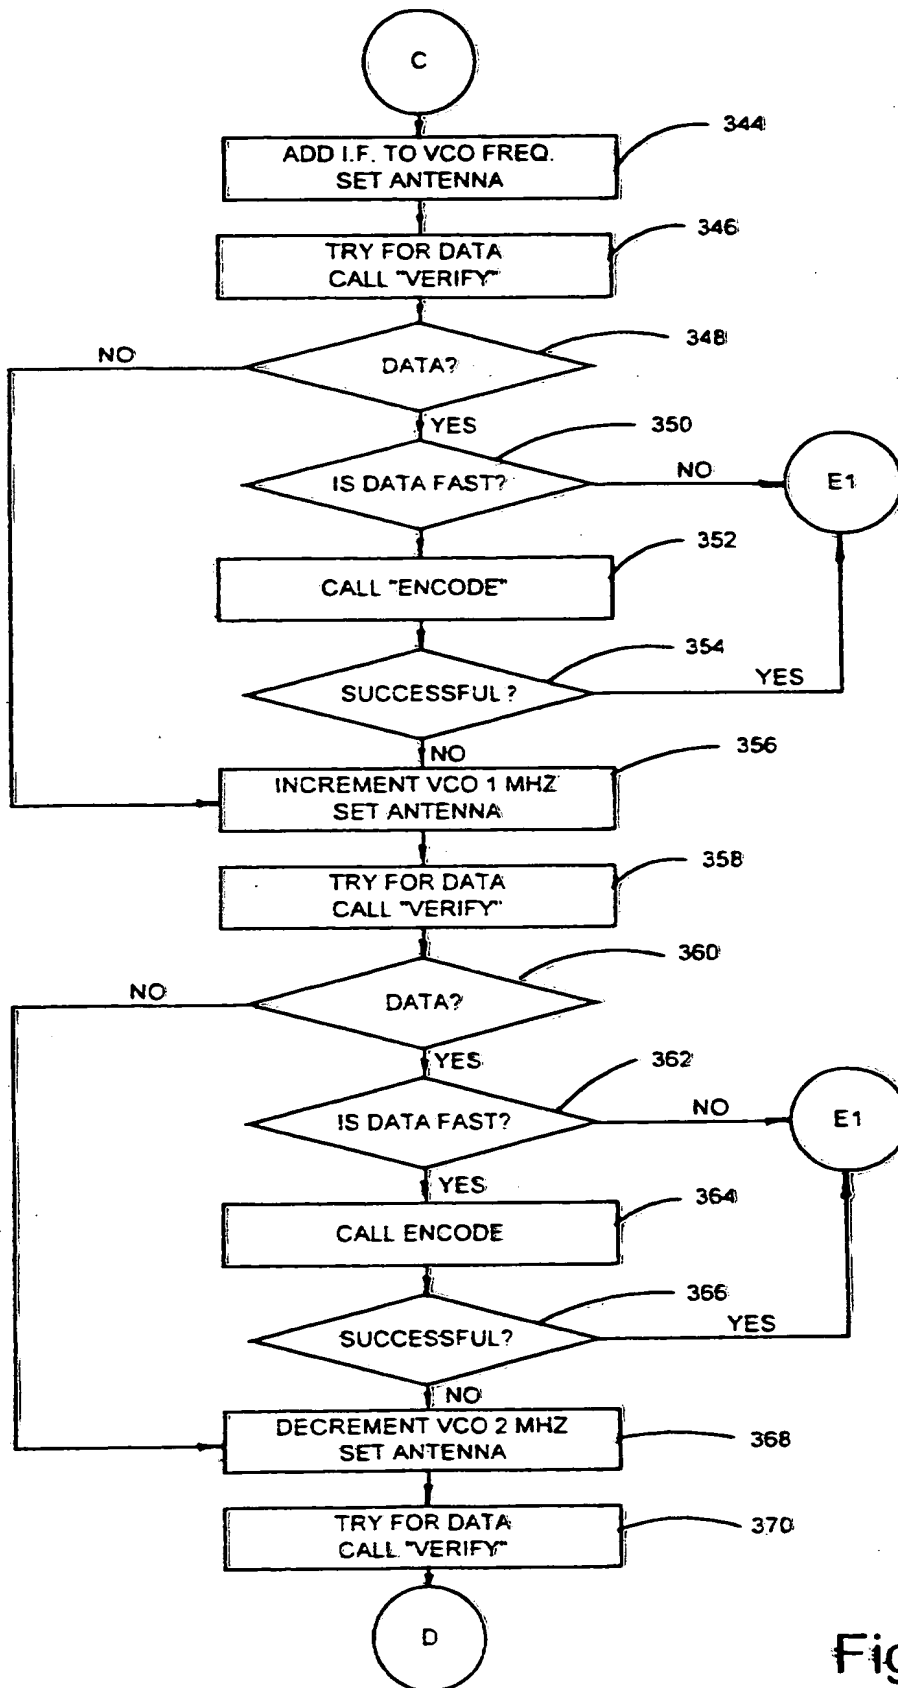 C
344
ADD I.F. TO VCO FREQ.
SET ANTENNA
346
TRY FOR DATA
CALL "VERIFY"
348
NO
DATA?
YES
350
IS DATA FAST?
NO
E1
352
CALL "ENCODE"
354
SUCCESSFUL?
YES
NO
356
INCREMENT VCO 1 MHZ
SET ANTENNA
358
TRY FOR DATA
CALL "VERIFY"
360
NO
DATA?
YES
362
IS DATA FAST?
NO
E1
YES
364
CALL ENCODE
366
SUCCESSFUL?
YES
NO
DECREMENT VCO 2 MHZ
SET ANTENNA
368
TRY FOR DATA
CALL "VERIFY"
370
D
Fig